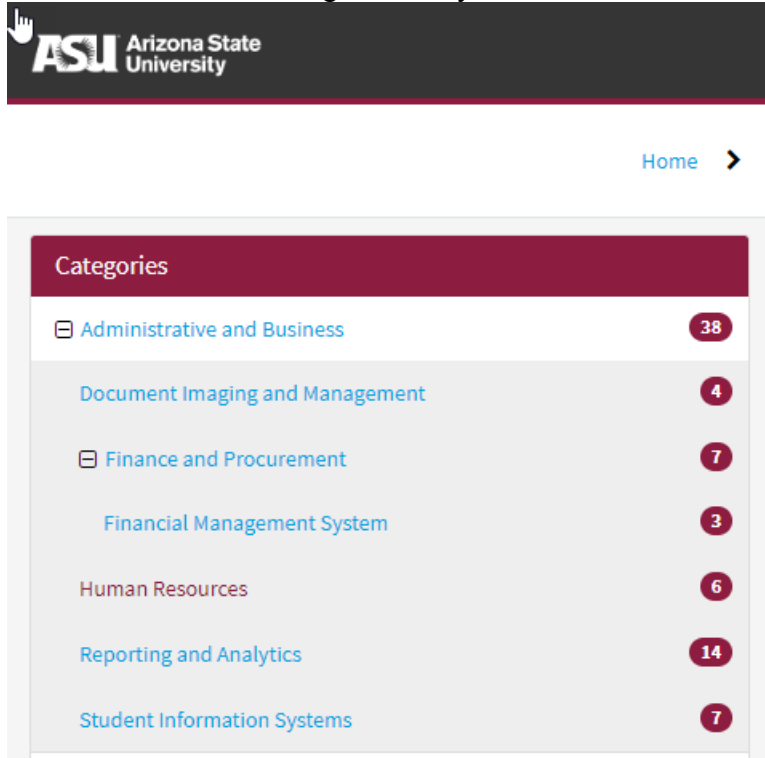 ASU Arizona State
University
Home
Categories
Administrative and Business 38
Document Imaging and Management 4
Finance and Procurement 7
Financial Management System 3
Human Resources 6
Reporting and Analytics 14
Student Information Systems 7